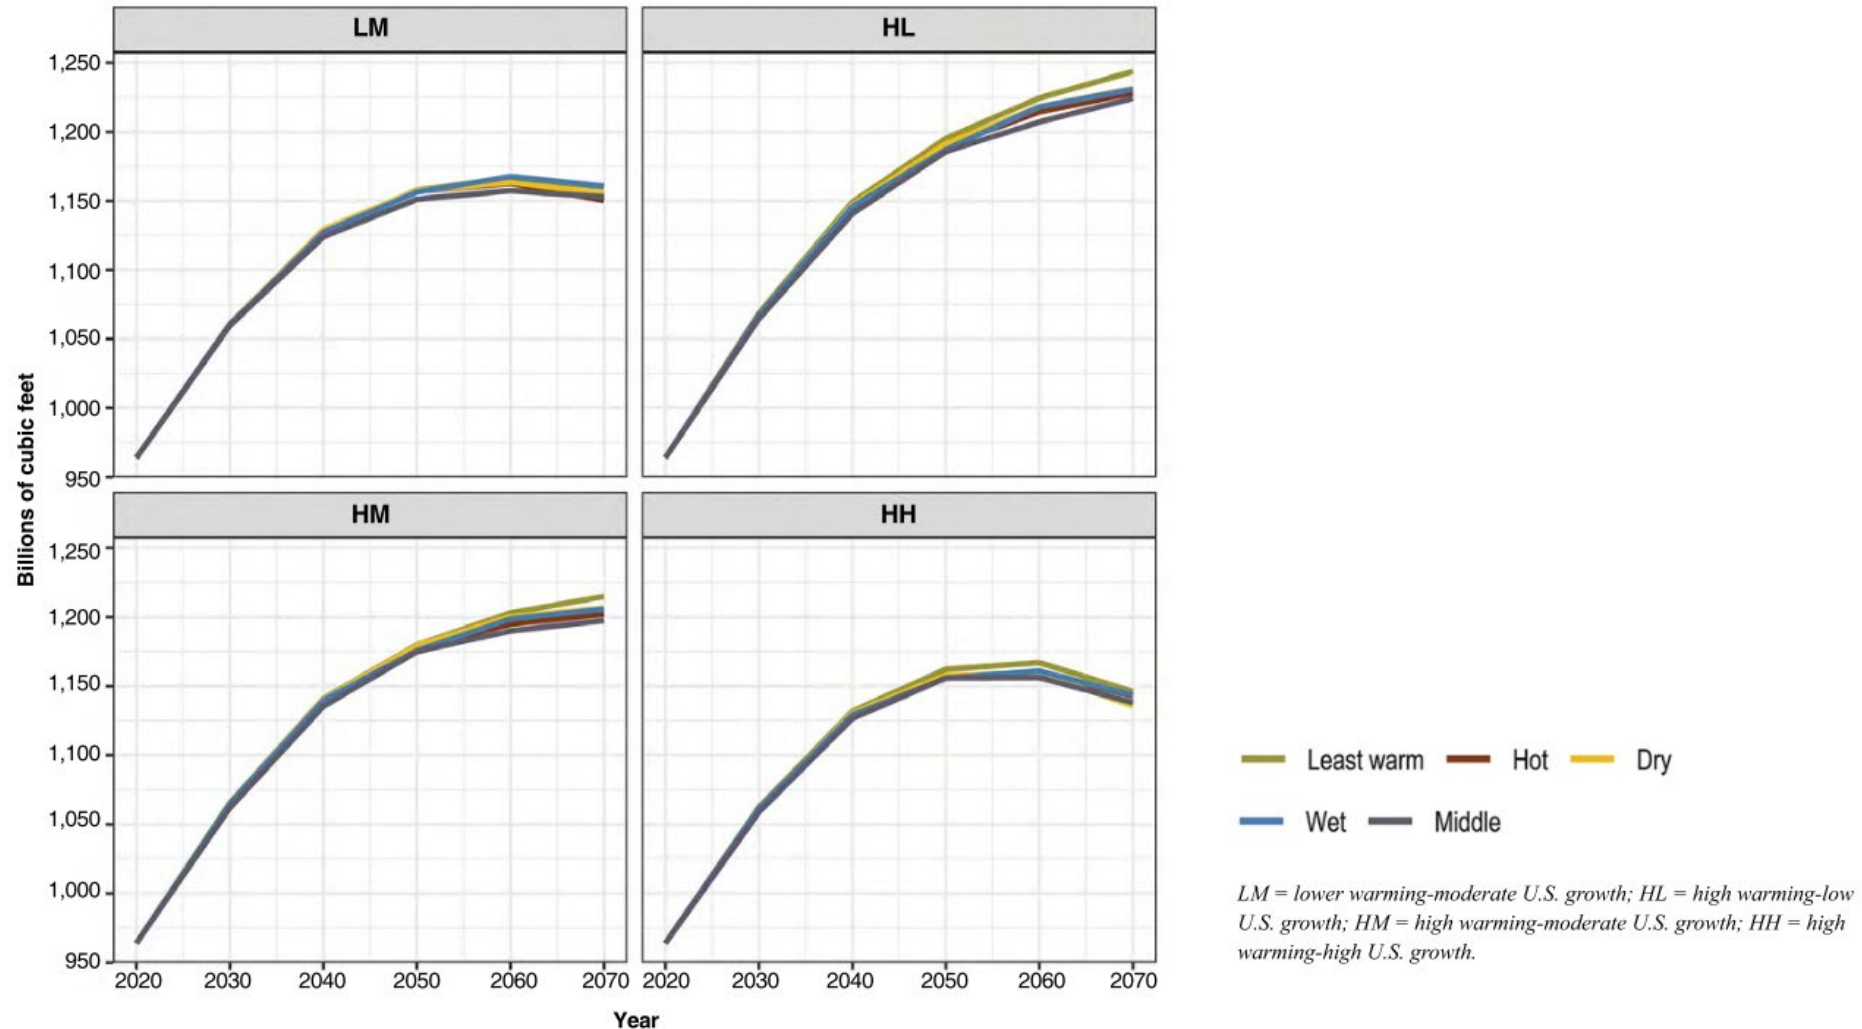 LM
HL
1,250
1,200
1,150
1,100
1,050
1,000
950
HM
HH
1,250
1,200
1,150
1,100
1,050
1,000
950
Billions of cubic feet
2020 2030 2040 2050 2060 2070 2020 2030 2040 2050 2060 2070
Year
Least warm Hot Dry
Wet Middle
LM = lower warming-moderate U.S. growth; HL = high warming-low
U.S. growth; HM = high warming-moderate U.S. growth; HH = high
warming-high U.S. growth.